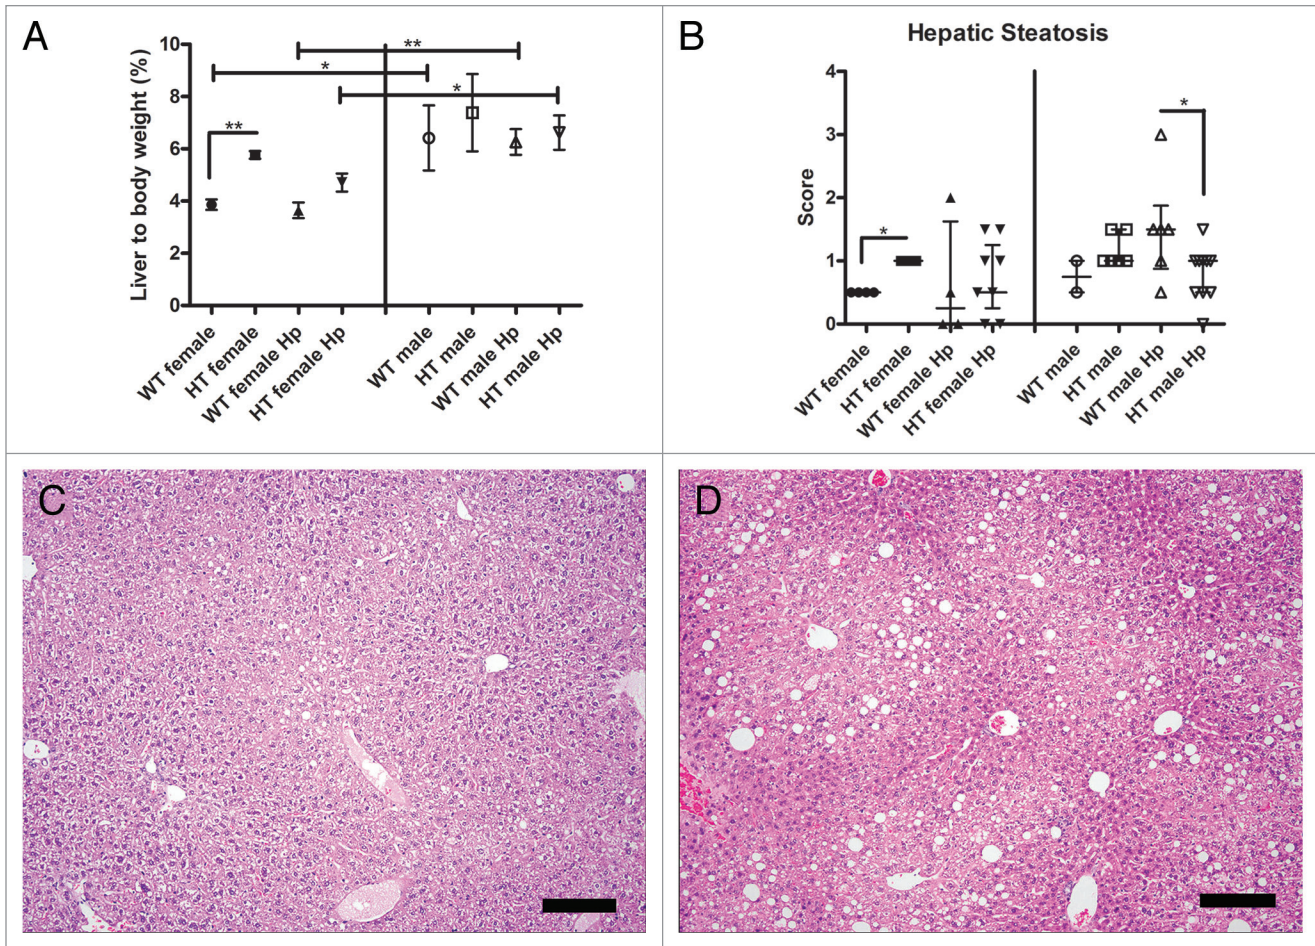 A
Liver to body weight (%)
10
8
6
4
2
0
**
*
*
**
WT female
HT female
WT female Hp
HT female Hp
WT male
HT male
WT male Hp
HT male Hp
B
Hepatic Steatosis
Score
4
3
2
1
0
*
*
WT female
HT female
WT female Hp
HT female Hp
WT male
HT male
WT male Hp
HT male Hp
C
D